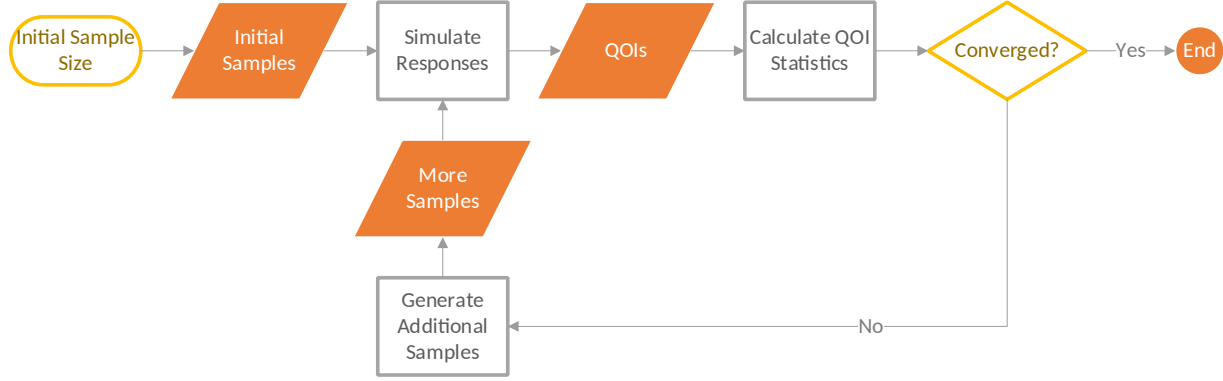 Initial Sample
Size
Initial
Samples
Simulate
Responses
QOIs
Calculate QOI
Statistics
Converged?
Yes
End
More
Samples
Generate
Additional
Samples
No